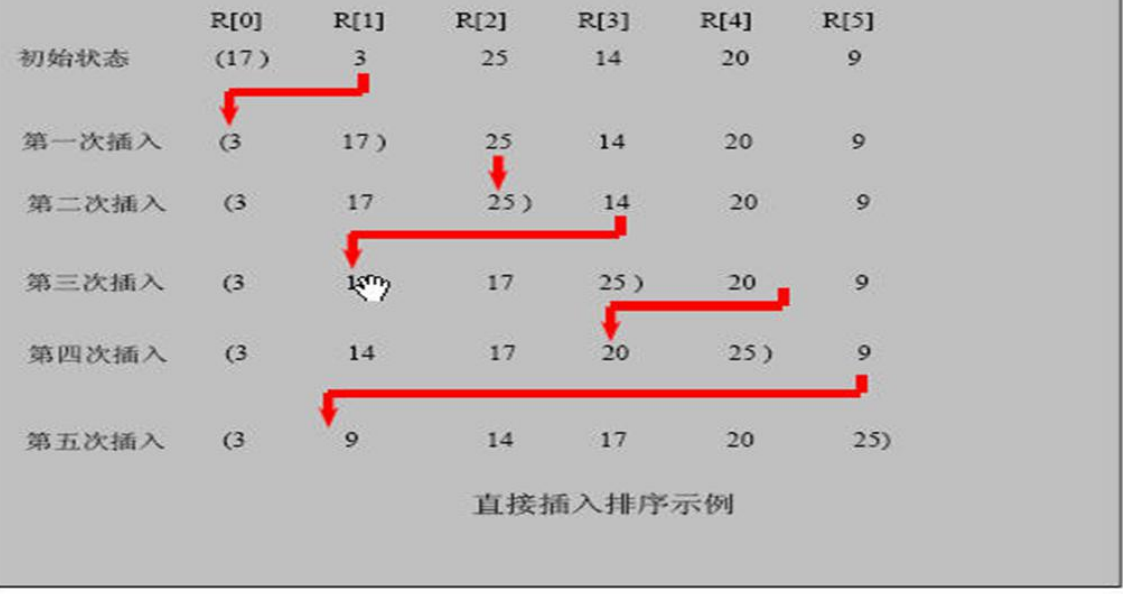 R[0] R[1] R[2] R[3] R[4] R[5]
初始状态 (17 ) 3 25 14 20 9
第一次插入 (3 17 ) 25 14 20 9
第二次插入 (3 17 25 ) 14 20 9
第三次插入 (3 17 25 ) 20 9
第四次插入 (3 14 17 20 25 ) 9
第五次插入 (3 9 14 17 20 25)
直接插入排序示例